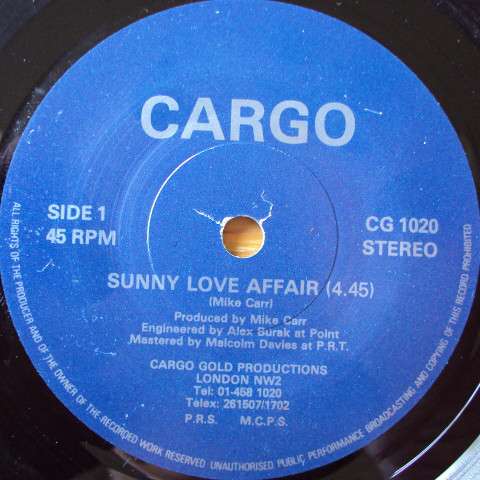 CARGO
SIDE 1
45 RPM
CG 1020
STEREO
SUNNY LOVE AFFAIR (4.45)
(Mike Carr)
Produced by Mike Carr
Engineered by Alex Burak at Point
Mastered by Malcolm Davies at P.R.T.
CARGO GOLD PRODUCTIONS
LONDON NW2
Tel: 01-458 1020
Telex: 261507/1702
P.R.S. M.C.P.S.
ALL RIGHTS OF THE PRODUCER AND OF THE OWNER OF THE RECORDED WORK RESERVED UNAUTHORISED PUBLIC PERFORMANCE BROADCASTING AND COPYING OF THIS RECORD PROHIBITED